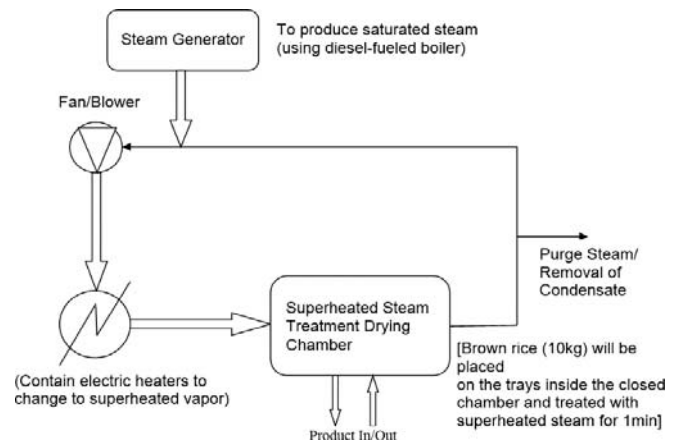 Steam Generator
To produce saturated steam
(using diesel-fueled boiler)
Fan/Blower
Purge Steam/
Removal of
Condensate
Superheated Steam
Treatment Drying
Chamber
(Contain electric heaters to
change to superheated vapor)
[Brown rice (10kg) will be
placed
on the trays inside the closed
chamber and treated with
superheated steam for 1min]
Product In/Out